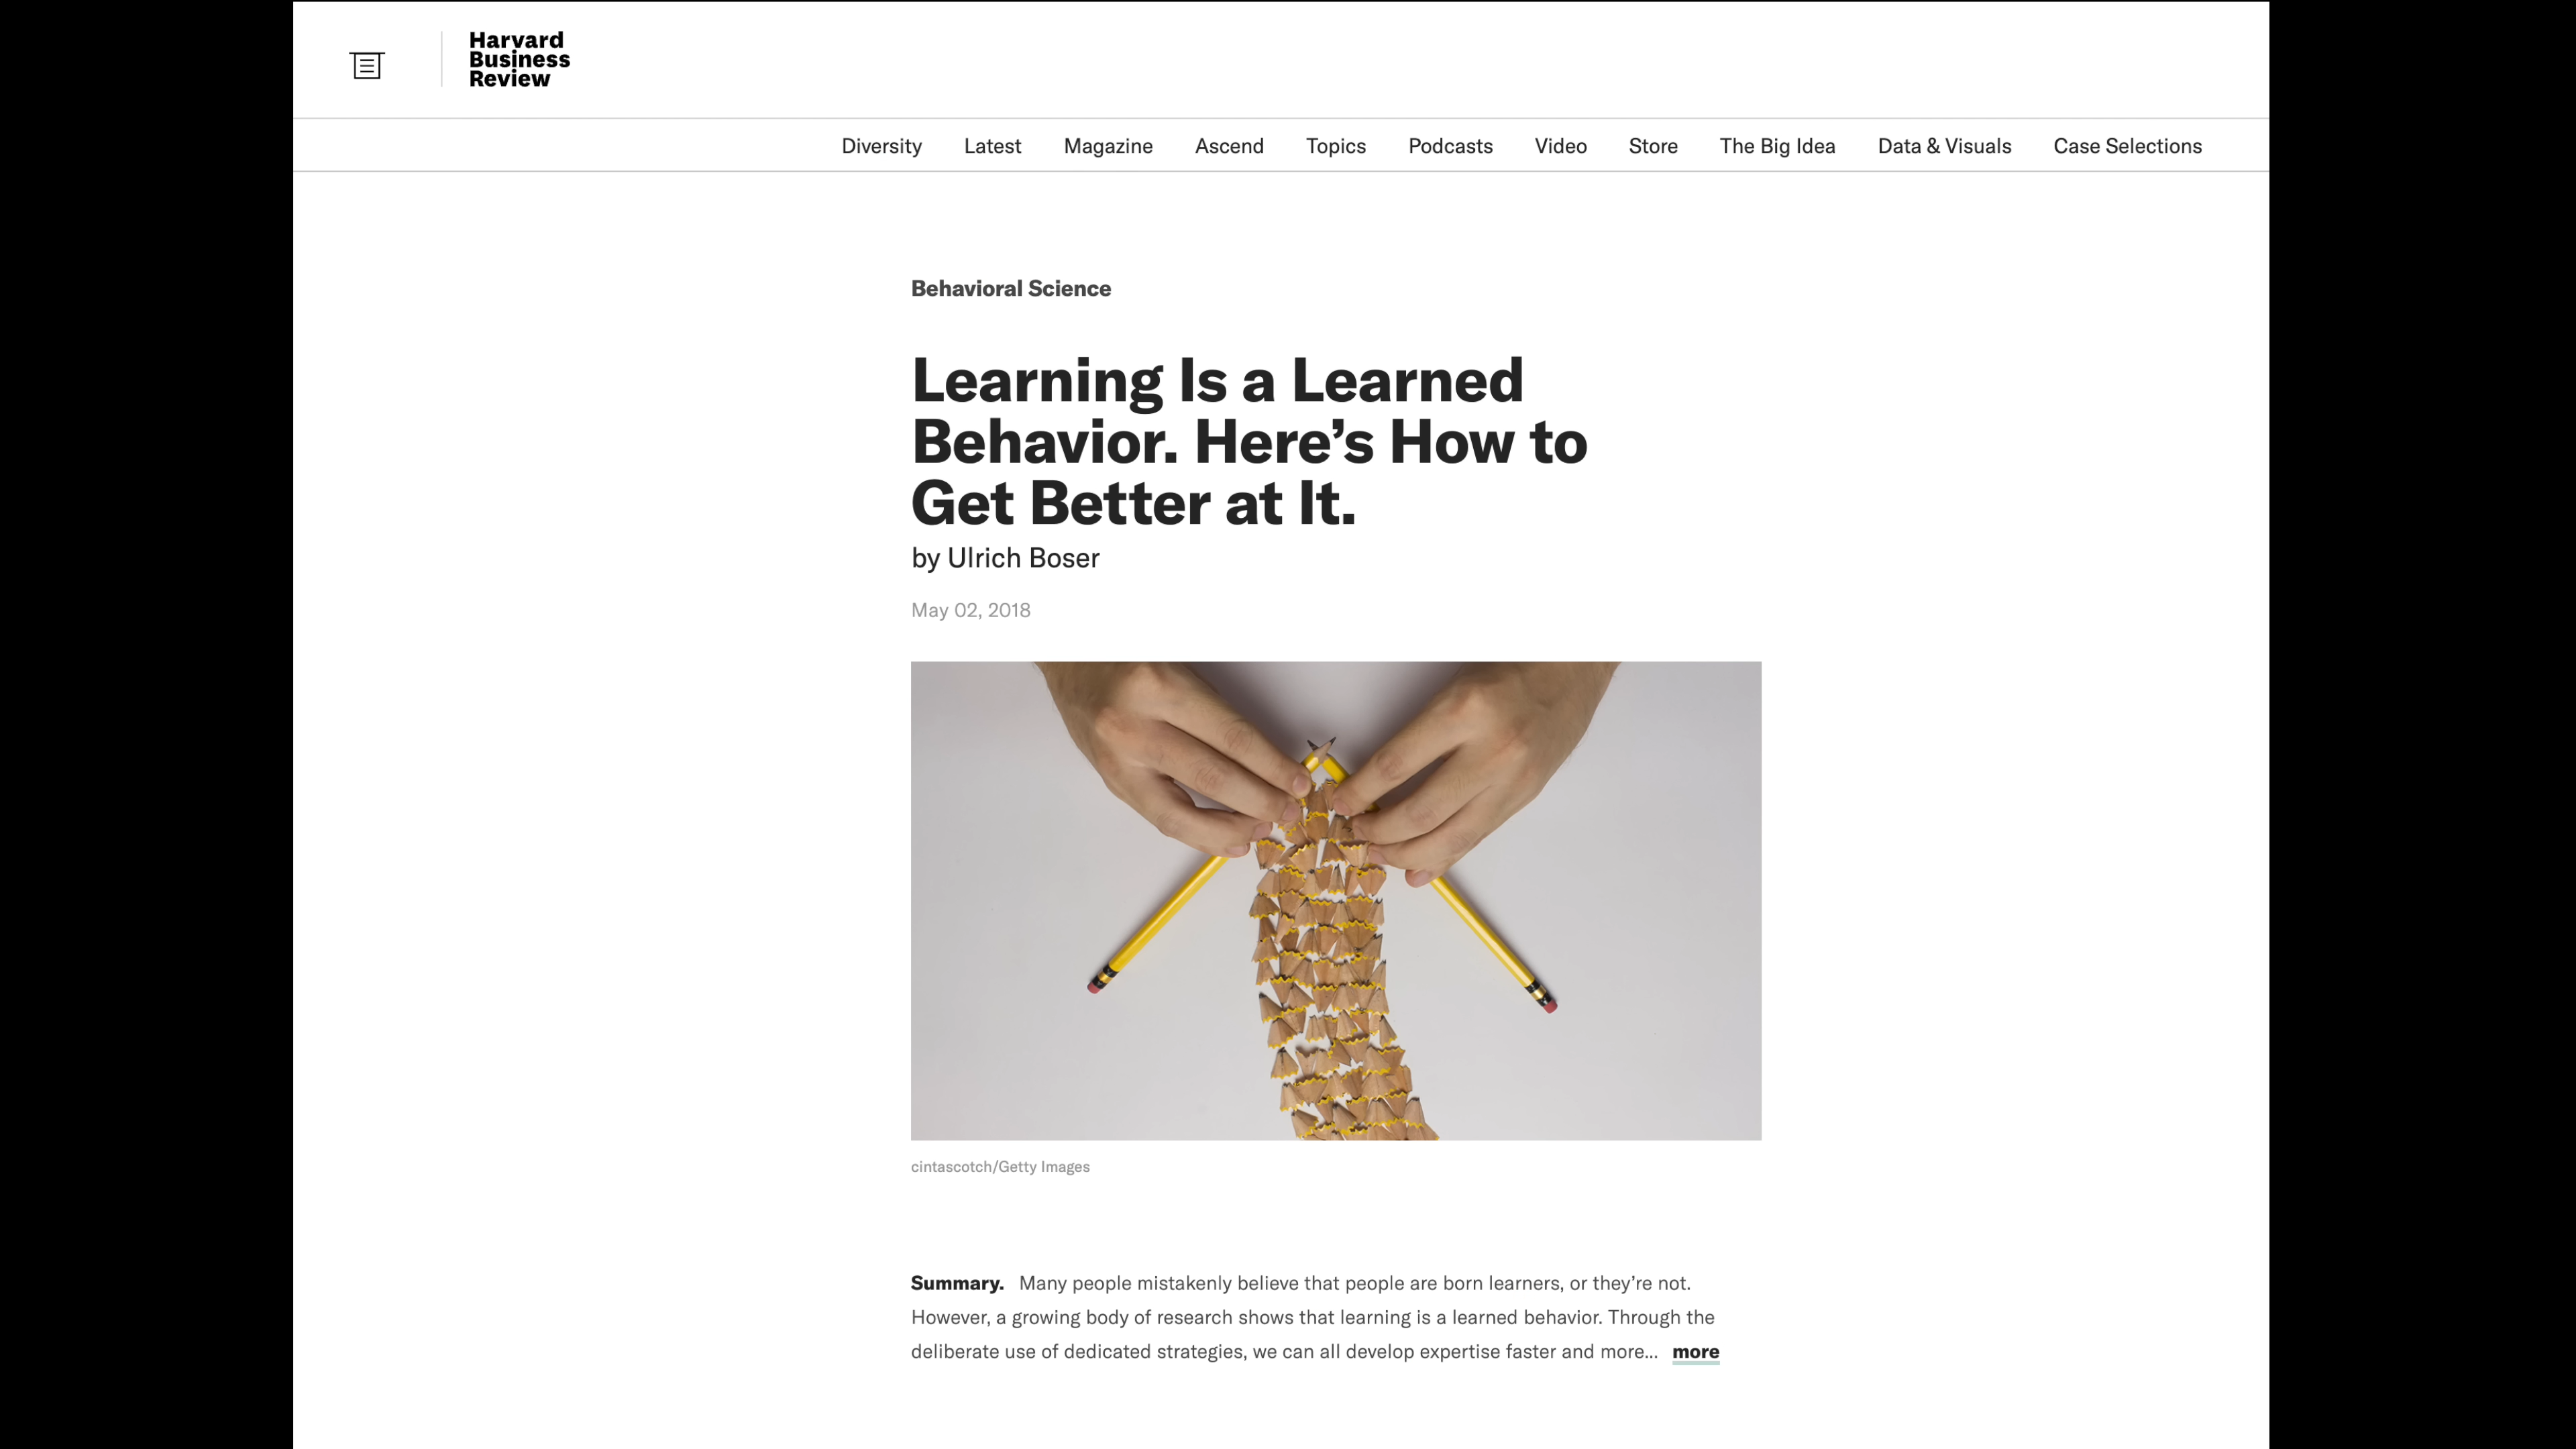 Harvard
Business
Review
Diversity Latest Magazine Ascend Topics Podcasts Video Store The Big Idea Data & Visuals Case Selections
Behavioral Science
Learning Is a Learned
Behavior. Here’s How to
Get Better at It.
by Ulrich Boser
May 02, 2018
cintascotch/Getty Images
Summary. Many people mistakenly believe that people are born learners, or they’re not.
However, a growing body of research shows that learning is a learned behavior. Through the
deliberate use of dedicated strategies, we can all develop expertise faster and more... more